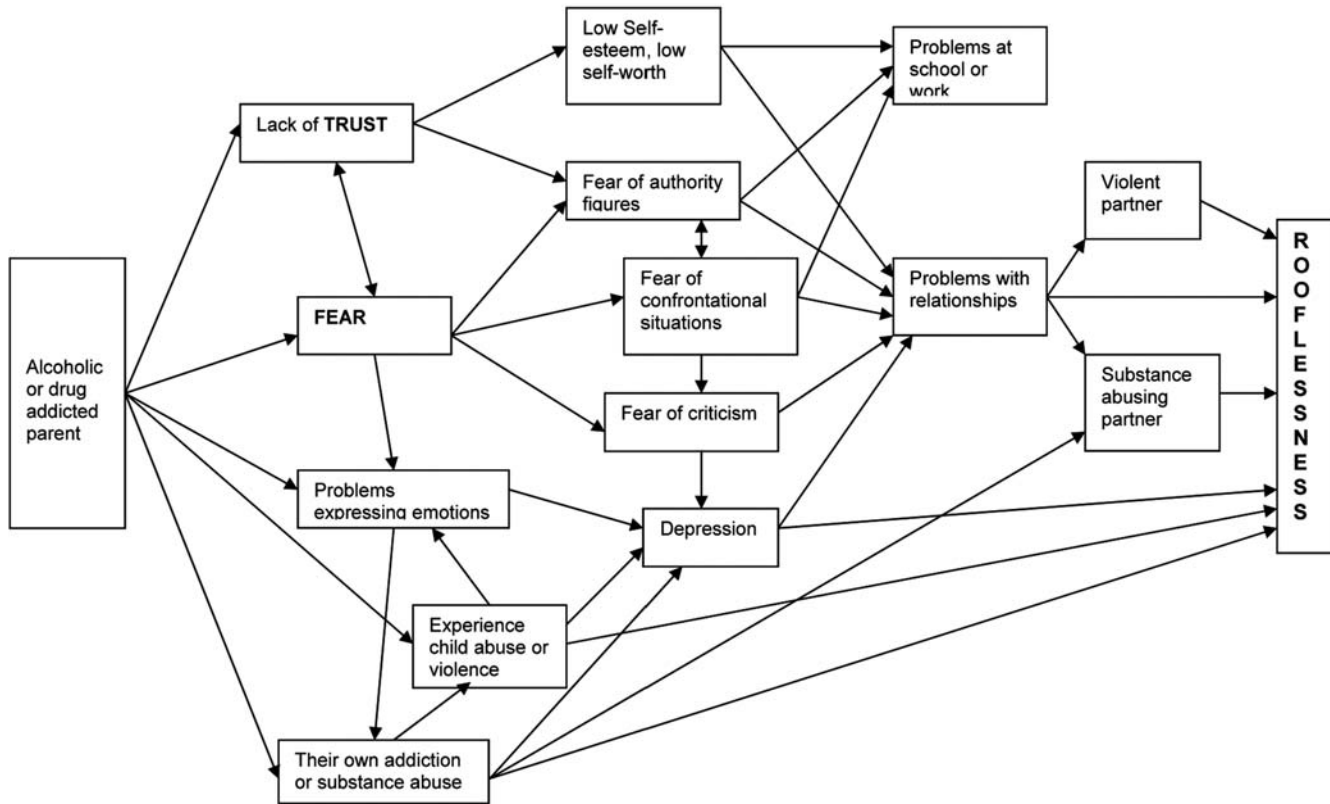 Low Self-
esteem, low
self-worth
Problems at
school or
work
Lack of TRUST
Fear of authority
figures
Violent
partner
Fear of
confrontational
situations
Problems with
relationships
FEAR
Alcoholic
or drug
addicted
parent
Substance
abusing
partner
Fear of criticism
Problems
expressing emotions
Depression
Experience
child abuse or
violence
Their own addiction
or substance abuse
R
O
O
F
L
E
S
S
N
E
S
S